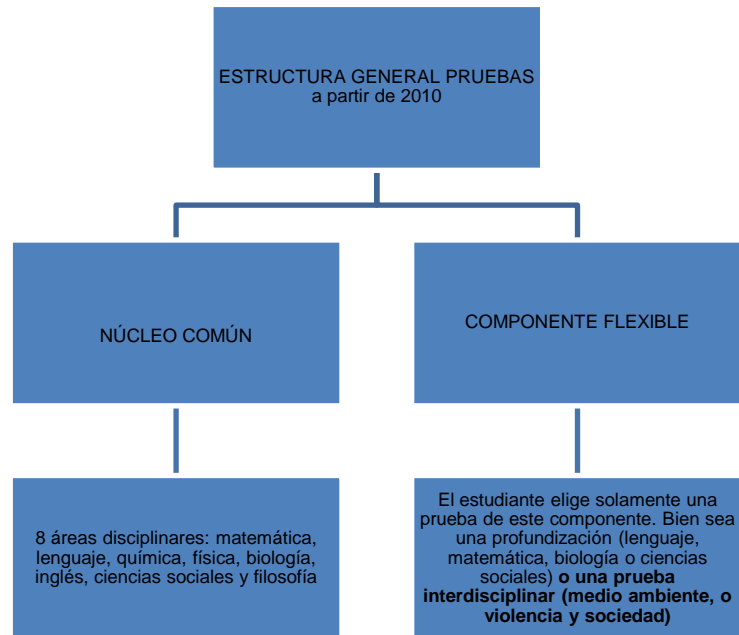 ESTRUCTURA GENERAL PRUEBAS
a partir de 2010
NÚCLEO COMÚN
COMPONENTE FLEXIBLE
8 áreas disciplinares: matemática,
lenguaje, química, física, biología,
inglés, ciencias sociales y filosofía
El estudiante elige solamente una
prueba de este componente. Bien sea
una profundización (lenguaje,
matemática, biología o ciencias
sociales) o una prueba
interdisciplinar (medio ambiente, o
violencia y sociedad)